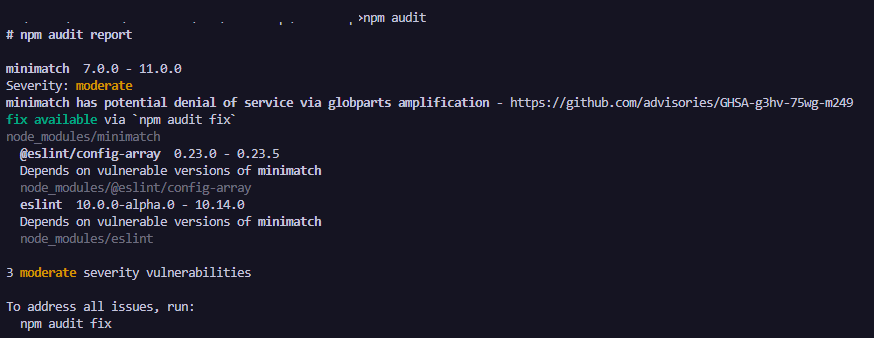 >npm audit
# npm audit report
minimatch  7.0.0 - 11.0.0
Severity: moderate
minimatch has potential denial of service via globparts amplification - https://github.com/advisories/GHSA-g3hv-75wg-m249
fix available via `npm audit fix`
node_modules/minimatch
  @eslint/config-array  0.23.0 - 0.23.5
  Depends on vulnerable versions of minimatch
  node_modules/@eslint/config-array
  eslint  10.0.0-alpha.0 - 10.14.0
  Depends on vulnerable versions of minimatch
  node_modules/eslint
3 moderate severity vulnerabilities
To address all issues, run:
  npm audit fix